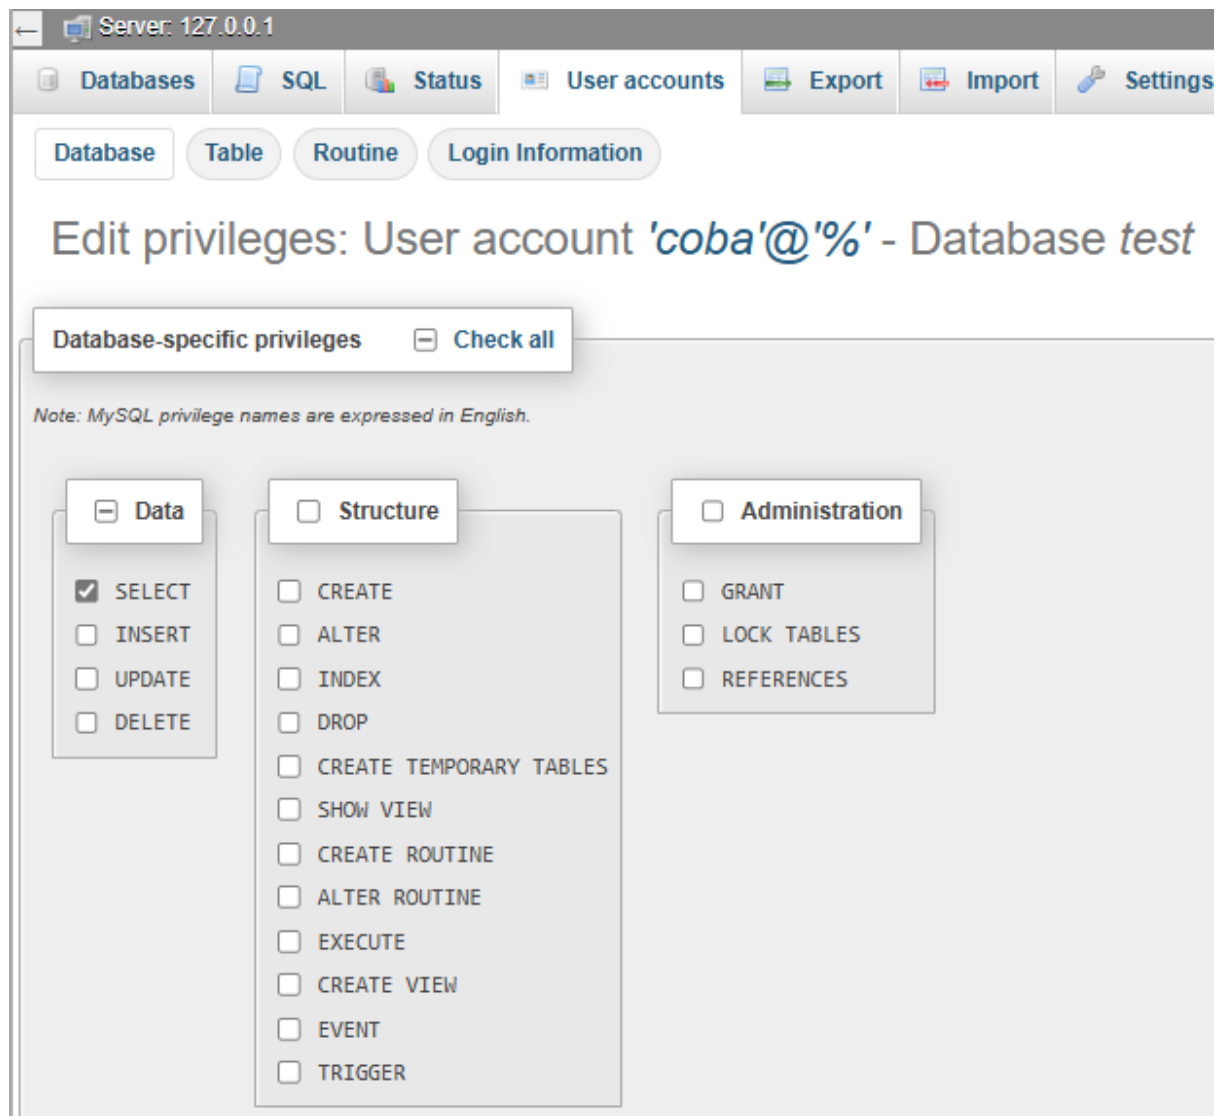 Server: 127.0.0.1
Databases SQL Status User accounts Export Import Settings
Database Table Routine Login Information
Edit privileges: User account 'coba'@'%' - Database test
Database-specific privileges Check all
Note: MySQL privilege names are expressed in English.
Data
SELECT
INSERT
UPDATE
DELETE
Structure
CREATE
ALTER
INDEX
DROP
CREATE TEMPORARY TABLES
SHOW VIEW
CREATE ROUTINE
ALTER ROUTINE
EXECUTE
CREATE VIEW
EVENT
TRIGGER
Administration
GRANT
LOCK TABLES
REFERENCES